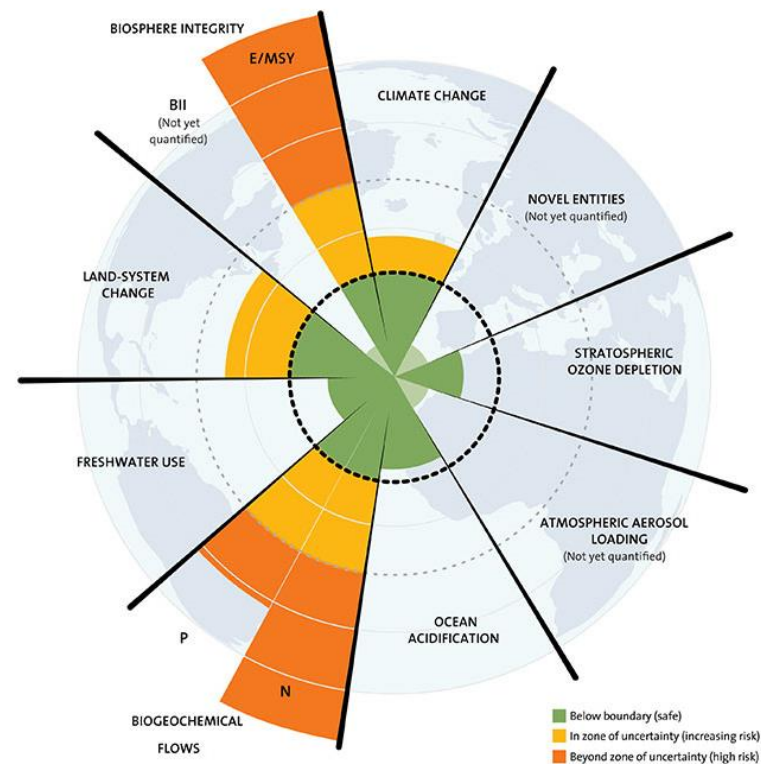 BIOSPHERE INTEGRITY
E/MSY
BII
(Not yet
quantified)
CLIMATE CHANGE
NOVEL ENTITIES
(Not yet quantified)
LAND-SYSTEM
CHANGE
STRATOSPHERIC
OZONE DEPLETION
FRESHWATER USE
ATMOSPHERIC AEROSOL
LOADING
(Not yet quantified)
OCEAN
ACIDIFICATION
P
N
BIOGEOCHEMICAL
FLOWS
Below boundary (safe)
In zone of uncertainty (increasing risk)
Beyond zone of uncertainty (high risk)